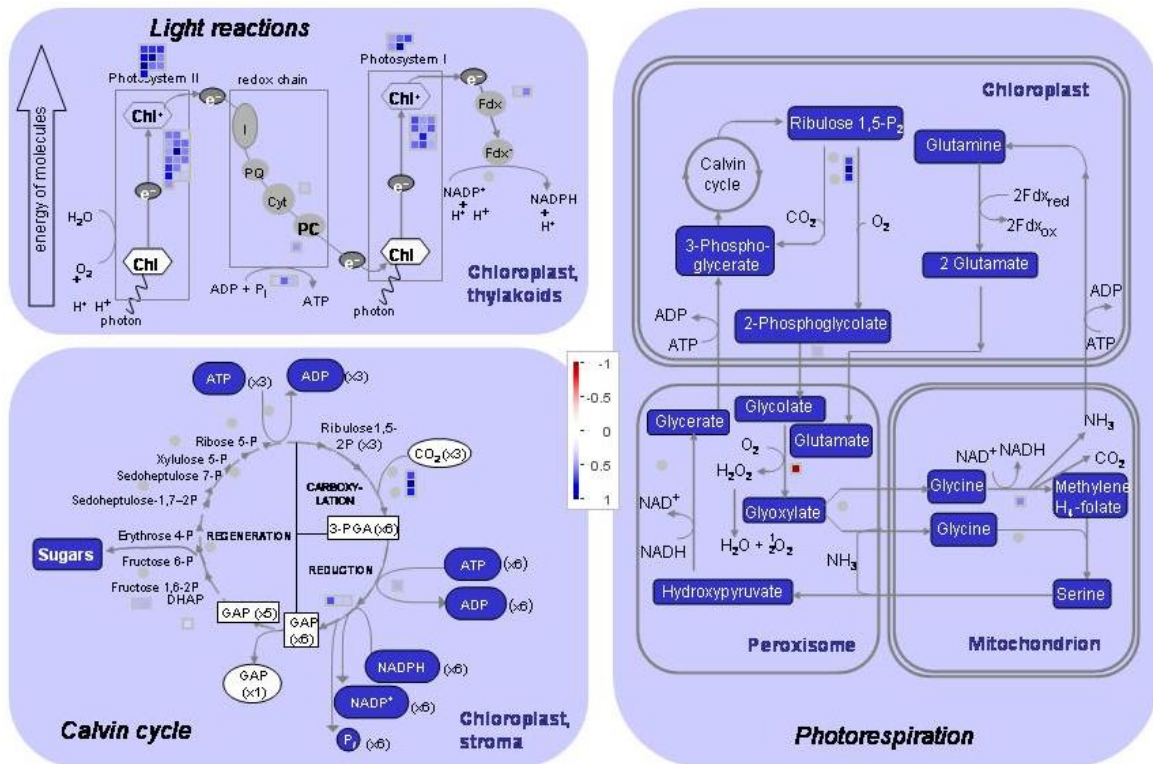 Light reactions
energy of molecules
Photosystem II
redox chain
Photosystem I
Chl⁺
e⁻
I
PQ
Cyt
PC
e⁻
Chl
photon
H₂O
O₂
+
H⁺ H⁺
ADP + Pᵢ
ATP
e⁻
e⁻
Chl⁺
e⁻
Chl
photon
e⁻
Fdx
Fdx⁻
NADP⁺
+
H⁺ H⁺
NADPH
+
H⁺
Chloroplast,
thylakoids
ATP (x3)
ADP (x3)
Ribulose1,5-
2P (x3)
CO₂(x3)
CARBOXY-
LATION
3-PGA (x6)
REDUCTION
ATP (x6)
ADP (x6)
NADPH (x6)
NADP⁺ (x6)
Pᵢ (x6)
GAP
(x6)
GAP (x5)
GAP
(x1)
REGENERATION
Ribose 5-P
Xylulose 5-P
Sedoheptulose 7-P
Sedoheptulose-1,7-2P
Erythrose 4-P
Fructose 6-P
Fructose 1,6-2P
DHAP
Sugars
Calvin cycle
Chloroplast,
stroma
-1
-0.5
0
0.5
1
Chloroplast
Ribulose 1,5-P₂
Glutamine
Calvin
cycle
CO₂
O₂
2Fdx red
2Fdx ox
3-Phospho-
glycerate
2 Glutamate
2-Phosphoglycolate
ADP
ATP
ADP
ATP
Glycerate
Glycolate
Glutamate
O₂
H₂O₂
Glyoxylate
H₂O + ½O₂
NAD⁺
NADH
NH₃
Hydroxypyruvate
Peroxisome
NH₃
NAD⁺ NADH
CO₂
Glycine
Methylene
H₄-folate
Glycine
Serine
Mitochondrion
Photorespiration